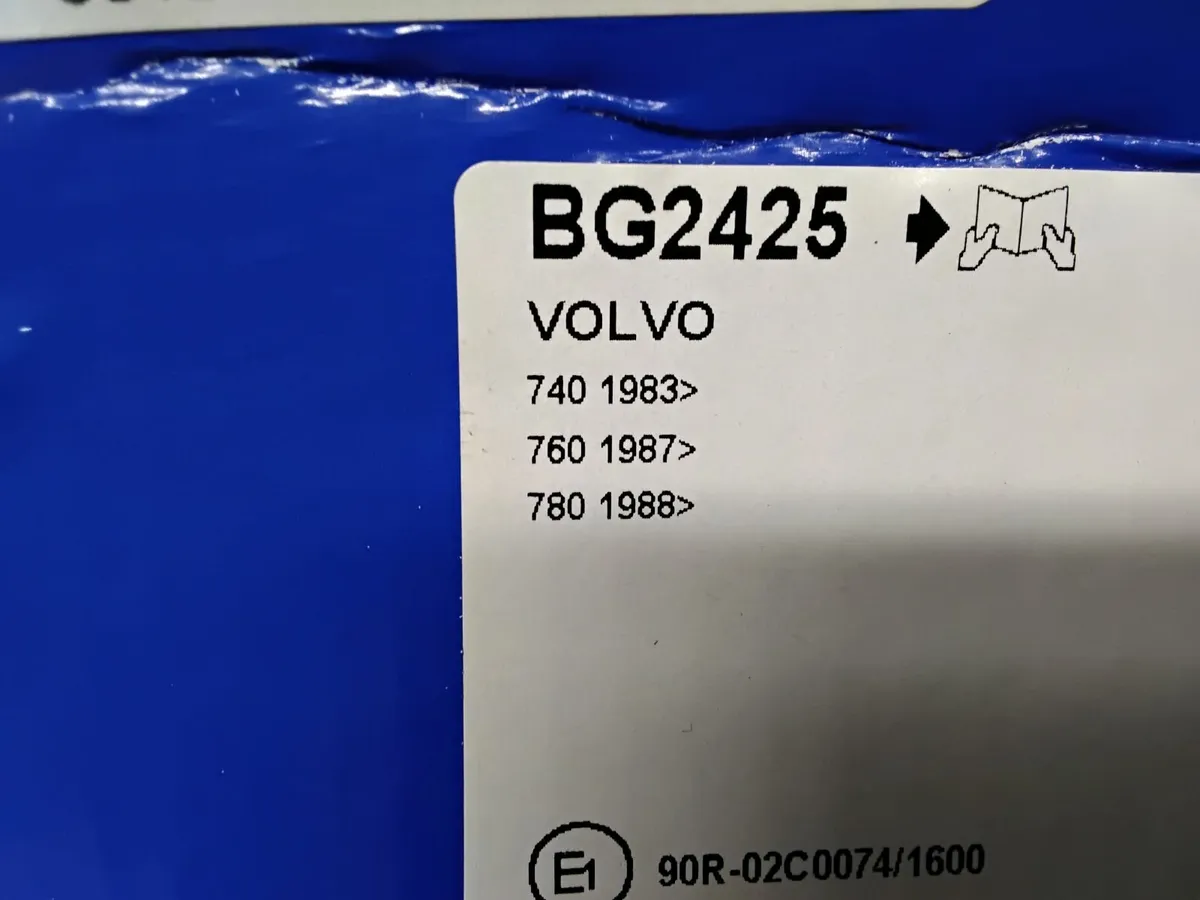 BG2425
VOLVO
740 1983>
760 1987>
780 1988>
E1 90R-02C0074/1600